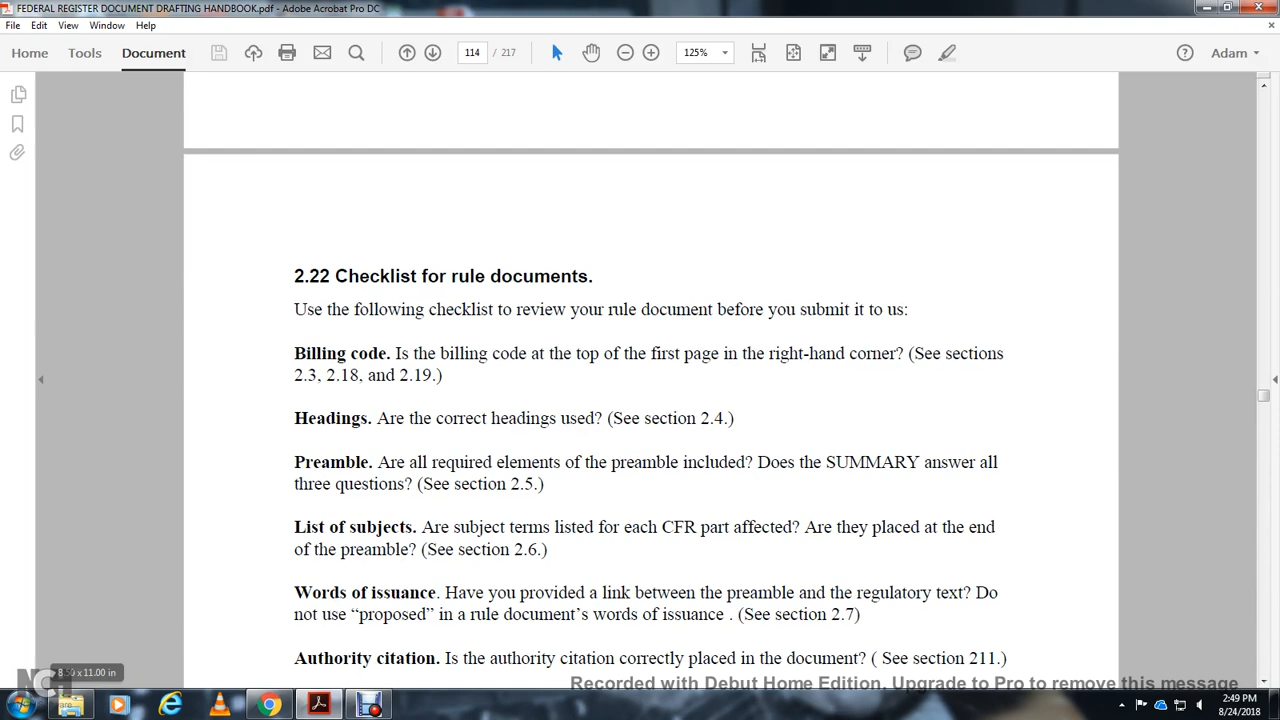 FEDERAL REGISTER DOCUMENT DRAFTING HANDBOOK.pdf - Adobe Acrobat Pro DC
File Edit View Window Help
Home Tools Document 114 / 217 125% Adam
2.22 Checklist for rule documents.
Use the following checklist to review your rule document before you submit it to us:
Billing code. Is the billing code at the top of the first page in the right-hand corner? (See sections
2.3, 2.18, and 2.19.)
Headings. Are the correct headings used? (See section 2.4.)
Preamble. Are all required elements of the preamble included? Does the SUMMARY answer all
three questions? (See section 2.5.)
List of subjects. Are subject terms listed for each CFR part affected? Are they placed at the end
of the preamble? (See section 2.6.)
Words of issuance. Have you provided a link between the preamble and the regulatory text? Do
not use “proposed” in a rule document’s words of issuance . (See section 2.7)
Authority citation. Is the authority citation correctly placed in the document? ( See section 211.)
8.50 x 11.00 in
NCH
Recorded with Debut Home Edition. Upgrade to Pro to remove this message
2:49 PM
8/24/2018